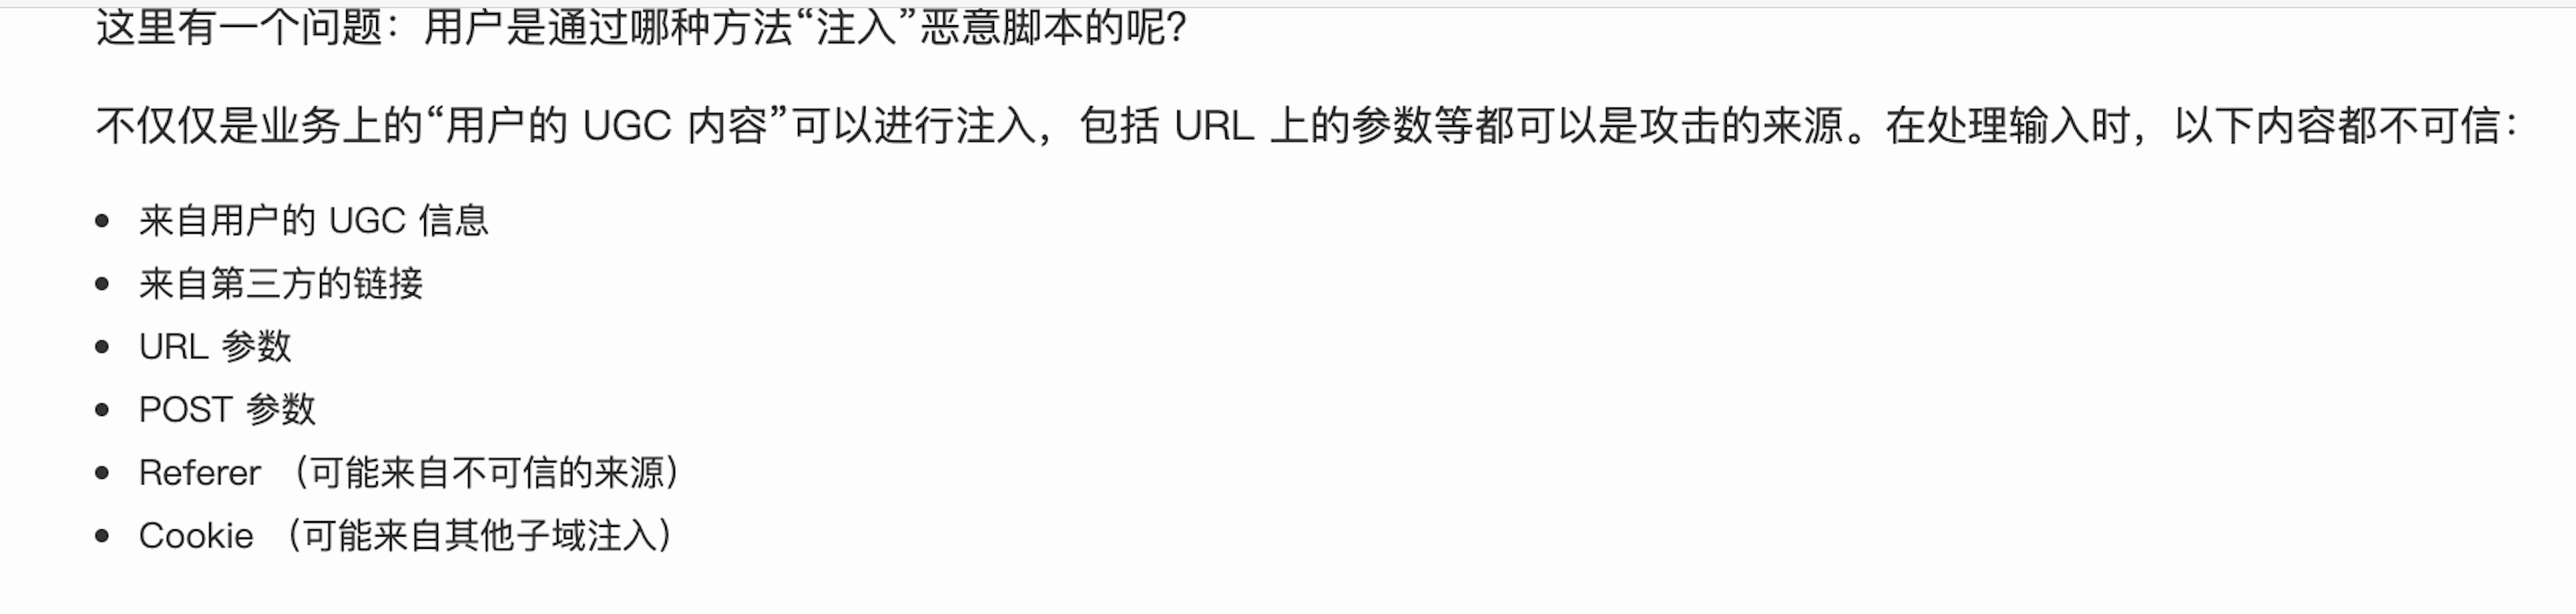 这里有一个问题：用户是通过哪种方法“注入”恶意脚本的呢？
不仅仅是业务上的“用户的 UGC 内容”可以进行注入，包括 URL 上的参数等都可以是攻击的来源。在处理输入时，以下内容都不可信：
来自用户的 UGC 信息
来自第三方的链接
URL 参数
POST 参数
Referer （可能来自不可信的来源）
Cookie （可能来自其他子域注入）